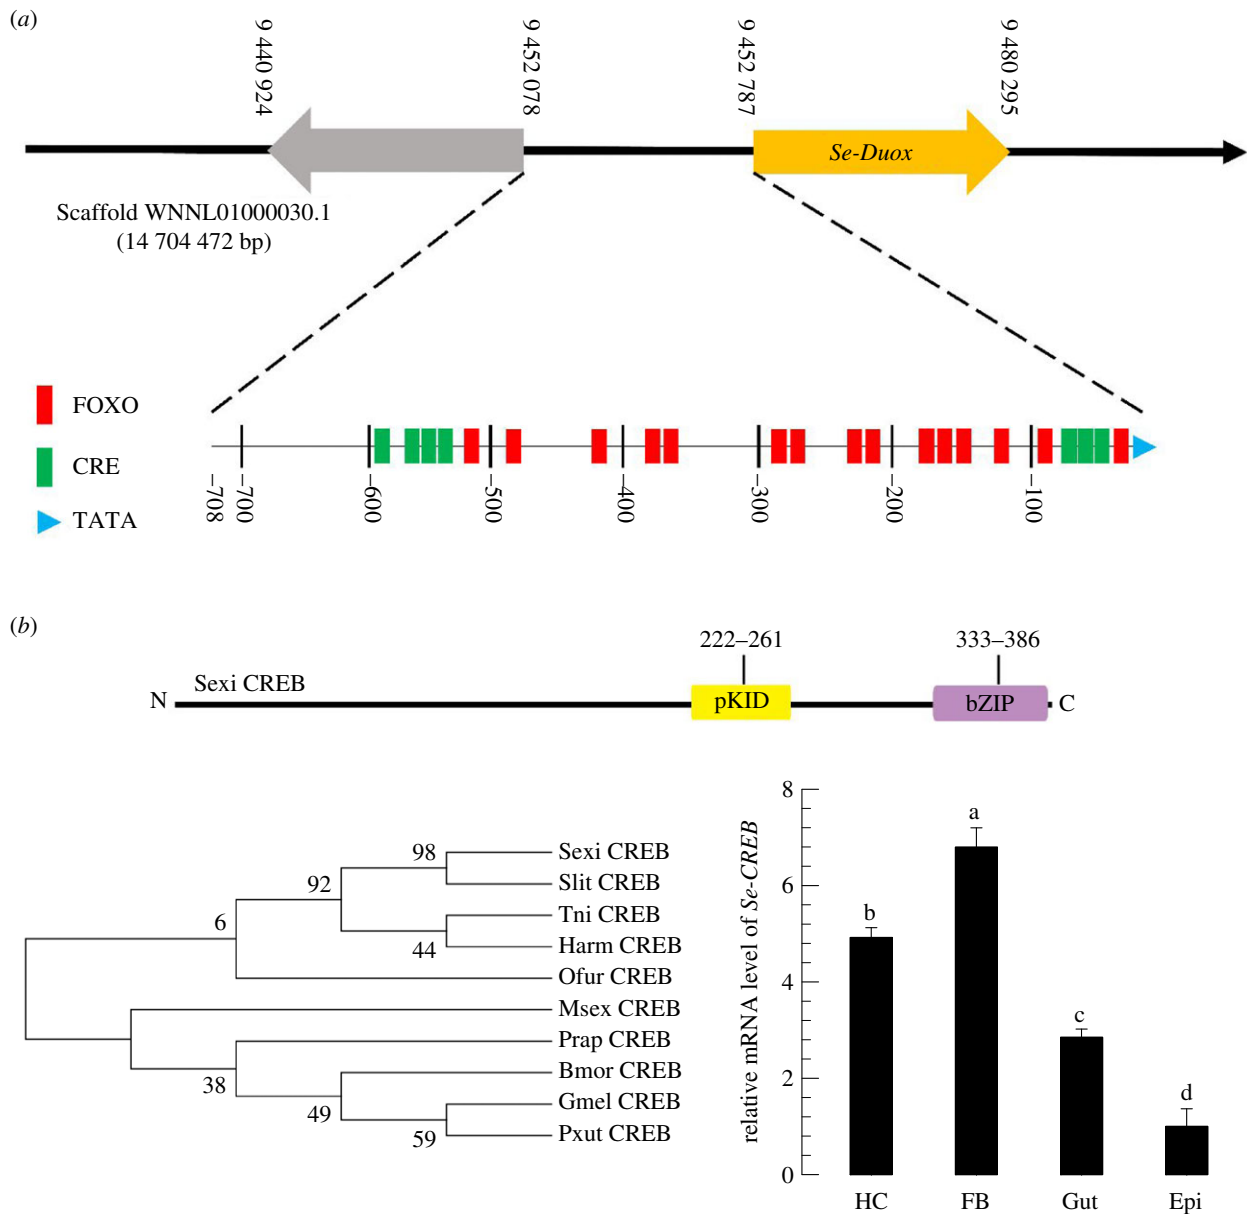 (a)
9 440 924
9 452 078
9 452 787
9 480 295
Se-Duox
Scaffold WNNL01000030.1
(14 704 472 bp)
FOXO
CRE
TATA
–708
–700
–600
–500
–400
–300
–200
–100
(b)
222–261
333–386
Sexi CREB
N
pKID
bZIP
C
98
92
6
44
38
49
59
Sexi CREB
Slit CREB
Tni CREB
Harm CREB
Ofur CREB
Msex CREB
Prap CREB
Bmor CREB
Gmel CREB
Pxut CREB
relative mRNA level of Se-CREB
8
6
4
2
0
b
a
c
d
HC
FB
Gut
Epi